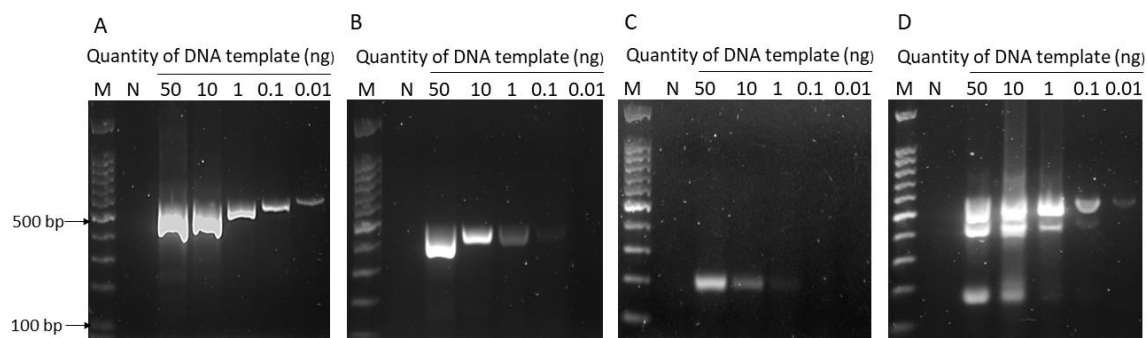 A
Quantity of DNA template (ng)
M N 50 10 1 0.1 0.01
B
Quantity of DNA template (ng)
M N 50 10 1 0.1 0.01
C
Quantity of DNA template (ng)
M N 50 10 1 0.1 0.01
D
Quantity of DNA template (ng)
M N 50 10 1 0.1 0.01
500 bp
100 bp